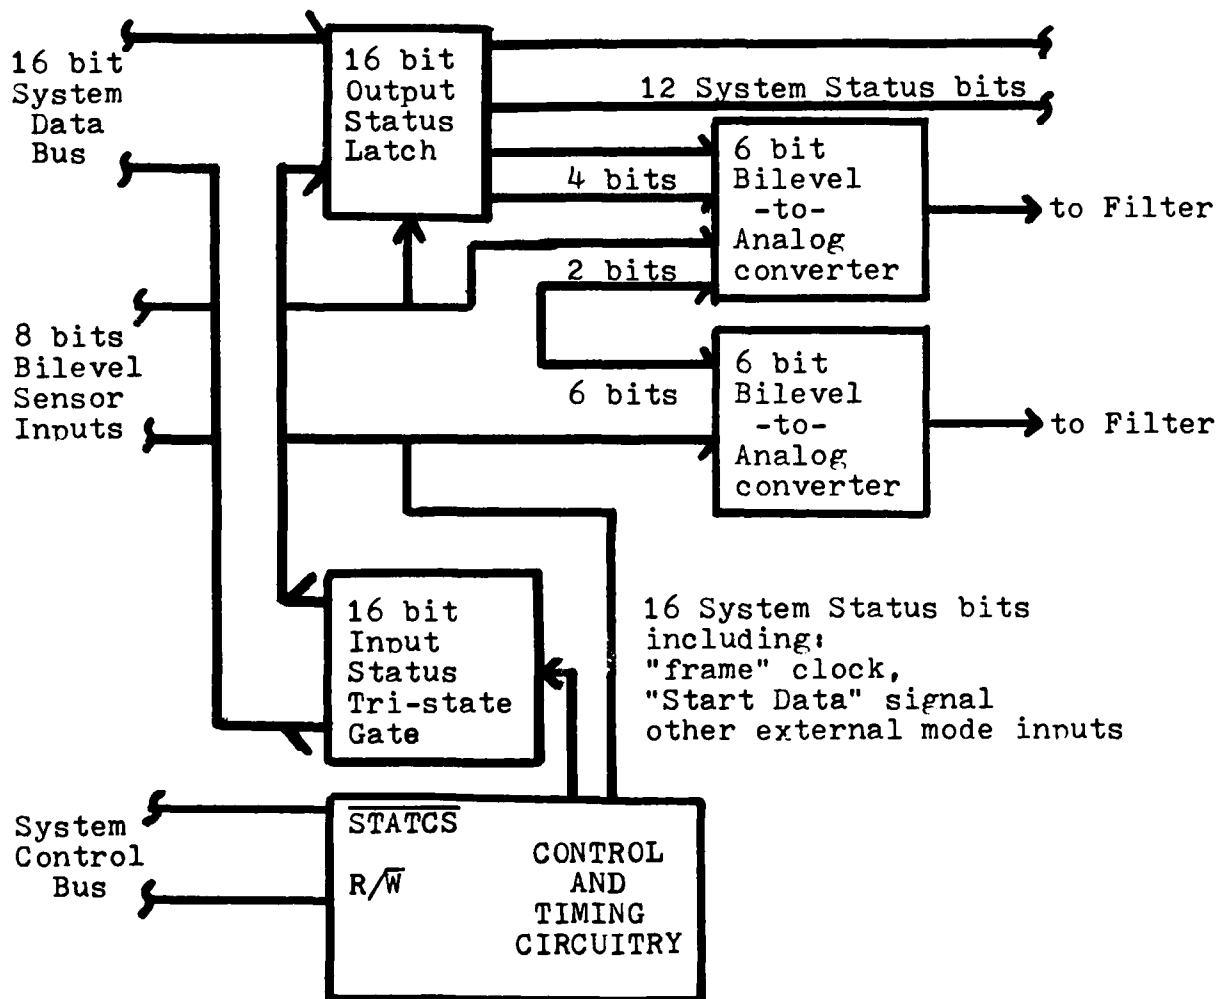 16 bit
System
Data
Bus
16 bit
Output
Status
Latch
12 System Status bits
4 bits
6 bit
Bilevel
-to-
Analog
converter
to Filter
2 bits
8 bits
Bilevel
Sensor
Inputs
6 bits
6 bit
Bilevel
-to-
Analog
converter
to Filter
16 bit
Input
Status
Tri-state
Gate
16 System Status bits
including:
"frame" clock,
"Start Data" signal
other external mode inputs
System
Control
Bus
S̅T̅A̅T̅C̅S̅
R/W̅
CONTROL
AND
TIMING
CIRCUITRY